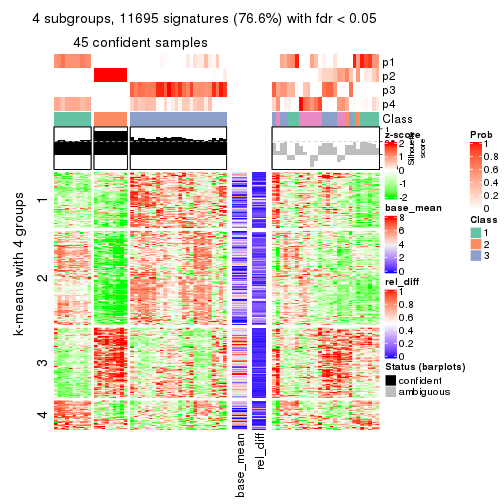 4 subgroups, 11695 signatures (76.6%) with fdr < 0.05
45 confident samples
p1
p2
p3
p4
Class
1
z-score
2
1
0
-1
-2
Silhouette
score
Prob
1
0.8
0.6
0.4
0.2
0
base_mean
8
6
4
2
0
Class
1
2
3
rel_diff
1
0.8
0.6
0.4
0.2
0
Status (barplots)
confident
ambiguous
k-means with 4 groups
1
2
3
4
base_mean
rel_diff